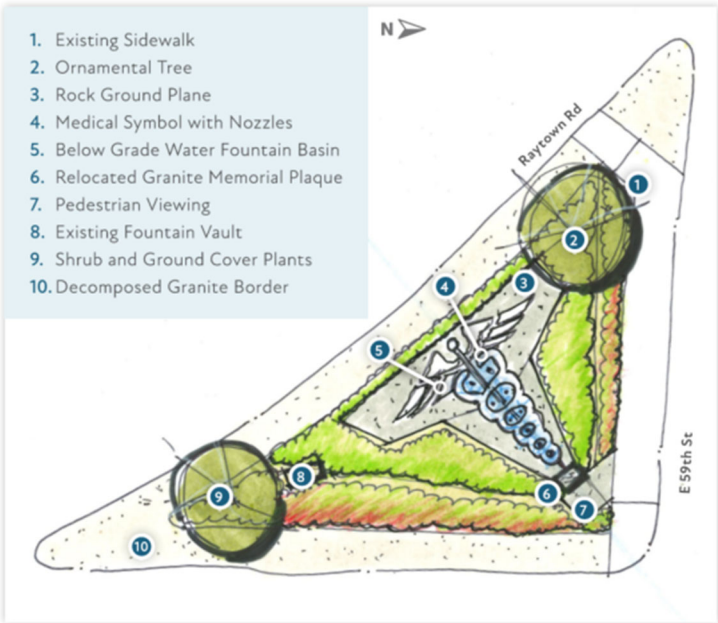 1. Existing Sidewalk
2. Ornamental Tree
3. Rock Ground Plane
4. Medical Symbol with Nozzles
5. Below Grade Water Fountain Basin
6. Relocated Granite Memorial Plaque
7. Pedestrian Viewing
8. Existing Fountain Vault
9. Shrub and Ground Cover Plants
10. Decomposed Granite Border
N
Raytown Rd
1
2
3
4
5
E 59th St
8
6
9
7
10